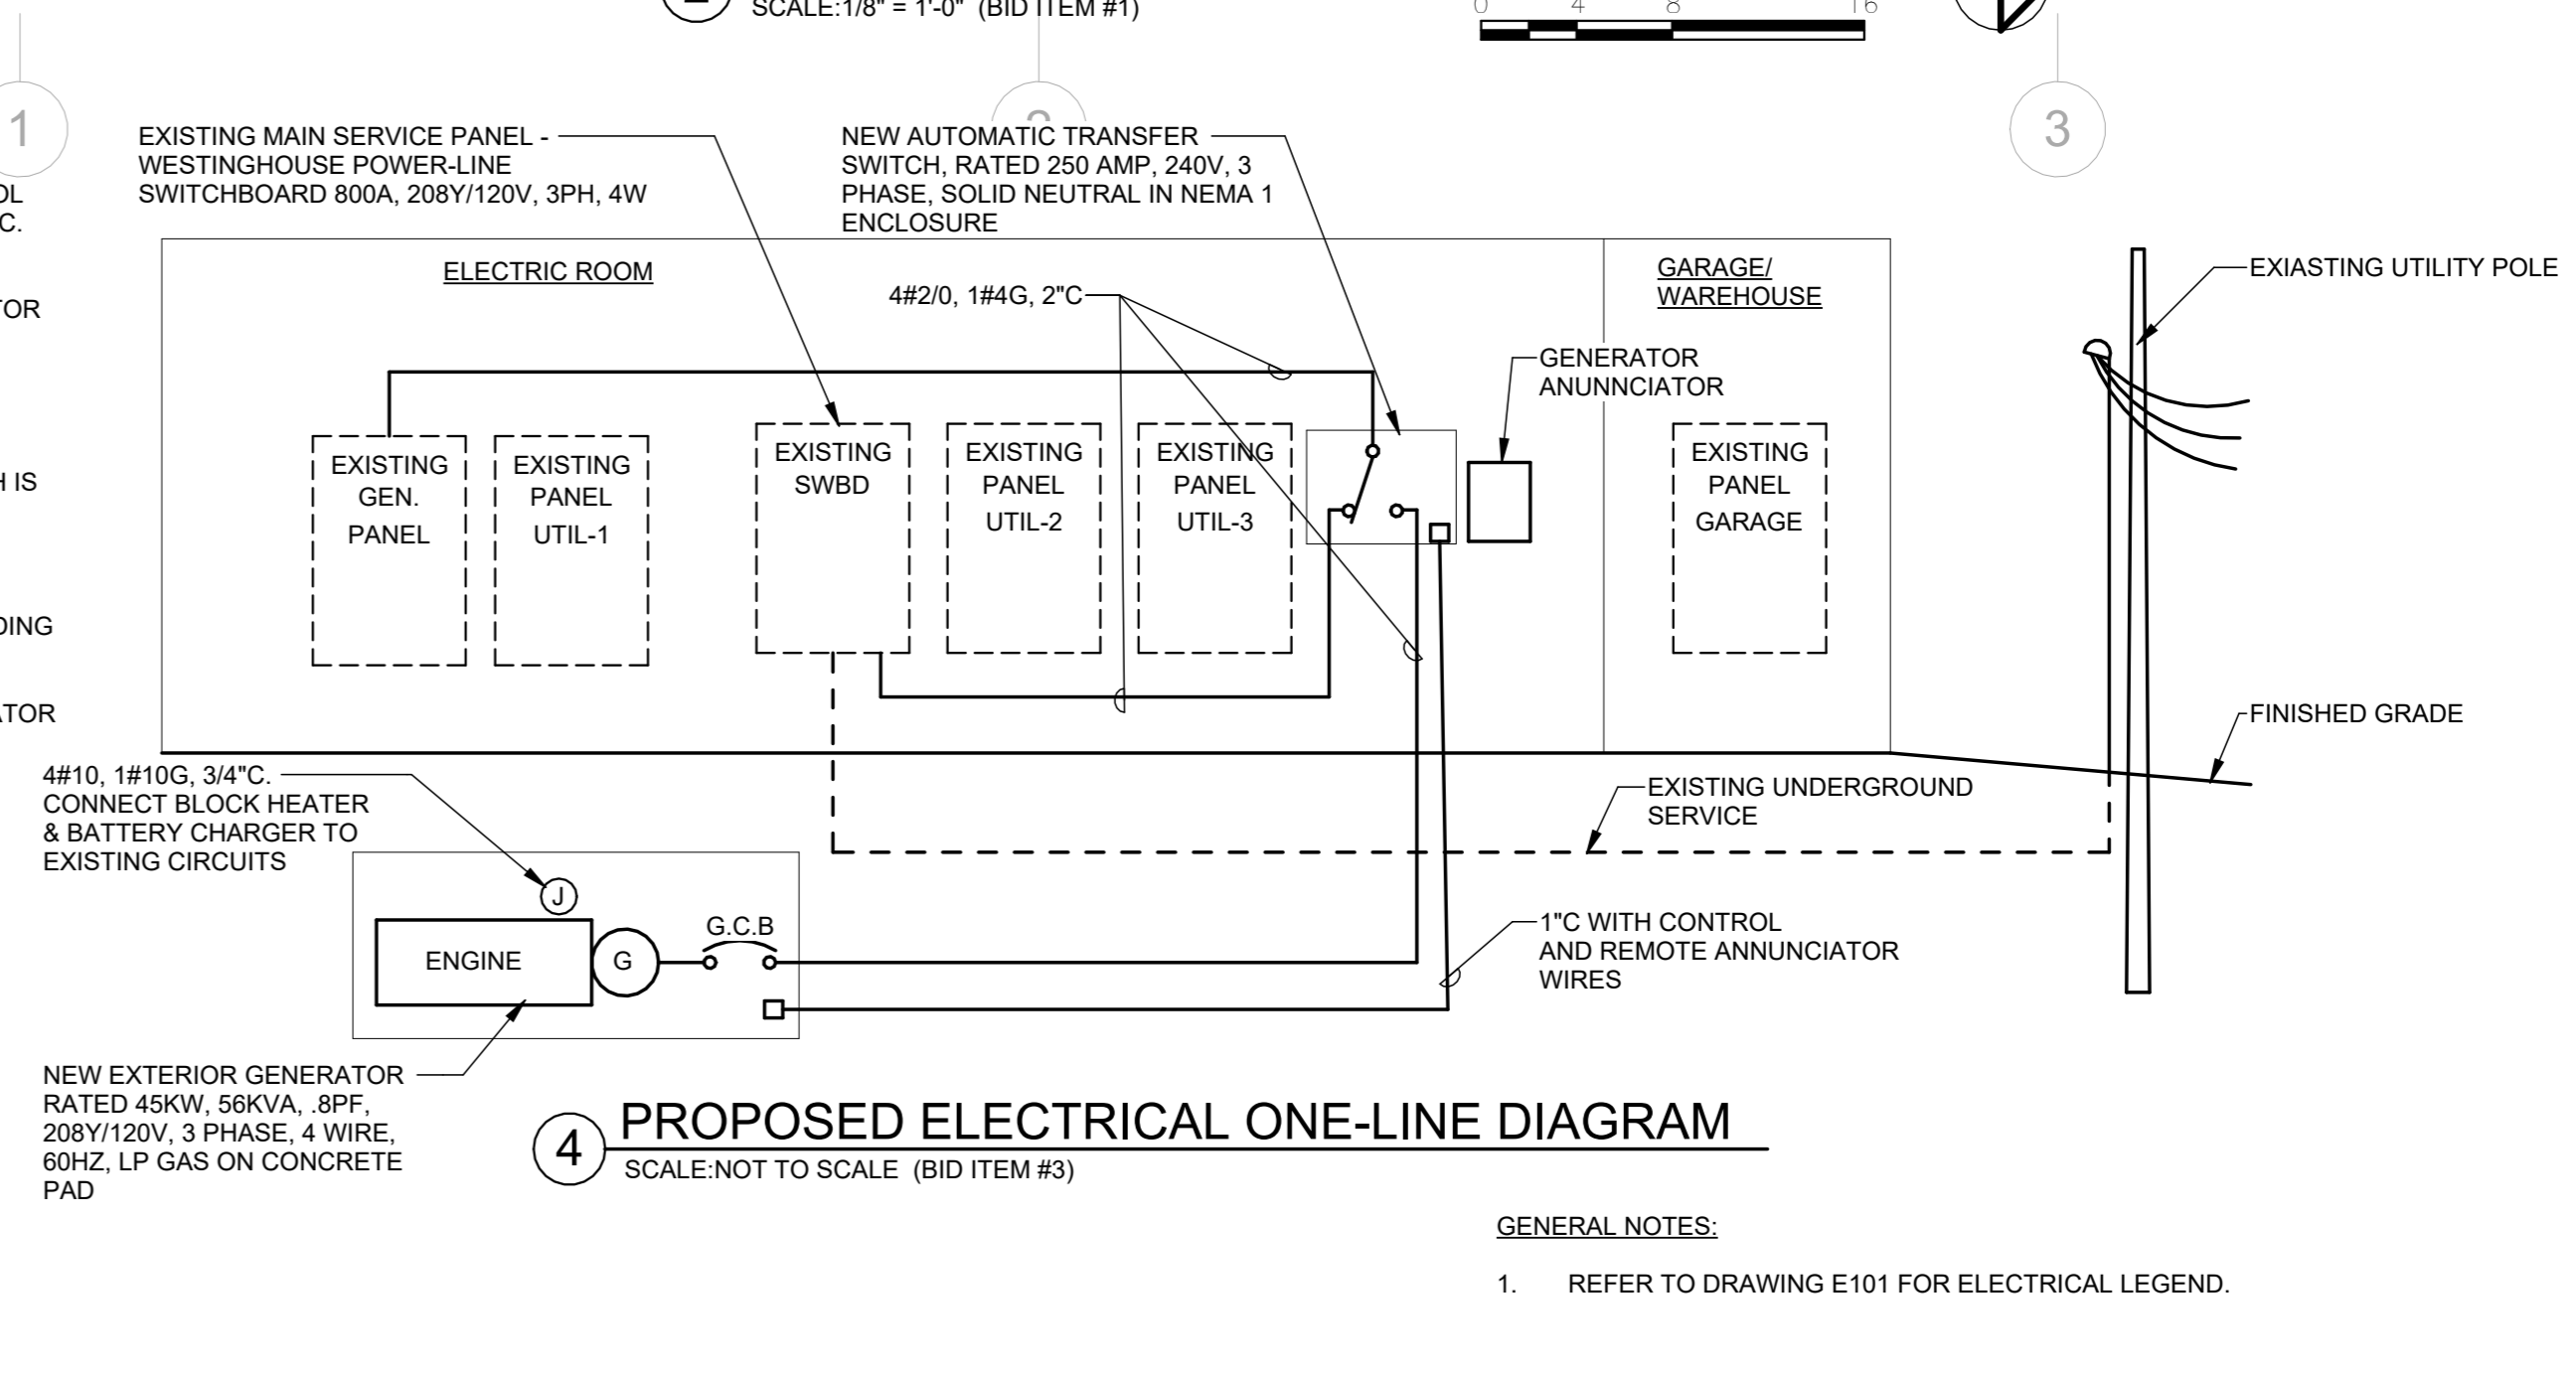 SCALE:1/8" = 1'-0" (BID ITEM #1)
0 4 8 16
1
3
EXISTING MAIN SERVICE PANEL -
WESTINGHOUSE POWER-LINE
SWITCHBOARD 800A, 208Y/120V, 3PH, 4W
NEW AUTOMATIC TRANSFER
SWITCH, RATED 250 AMP, 240V, 3
PHASE, SOLID NEUTRAL IN NEMA 1
ENCLOSURE
OL
C.
TOR
H IS
DING
ATOR
ELECTRIC ROOM
GARAGE/
WAREHOUSE
4#2/0, 1#4G, 2"C
EXIASTING UTILITY POLE
GENERATOR
ANUNNCIATOR
EXISTING
GEN.
PANEL
EXISTING
PANEL
UTIL-1
EXISTING
SWBD
EXISTING
PANEL
UTIL-2
EXISTING
PANEL
UTIL-3
EXISTING
PANEL
GARAGE
FINISHED GRADE
4#10, 1#10G, 3/4"C.
CONNECT BLOCK HEATER
& BATTERY CHARGER TO
EXISTING CIRCUITS
EXISTING UNDERGROUND
SERVICE
J
ENGINE
G
G.C.B
1"C WITH CONTROL
AND REMOTE ANNUNCIATOR
WIRES
NEW EXTERIOR GENERATOR
RATED 45KW, 56KVA, .8PF,
208Y/120V, 3 PHASE, 4 WIRE,
60HZ, LP GAS ON CONCRETE
PAD
4 PROPOSED ELECTRICAL ONE-LINE DIAGRAM
SCALE:NOT TO SCALE (BID ITEM #3)
GENERAL NOTES:
1. REFER TO DRAWING E101 FOR ELECTRICAL LEGEND.